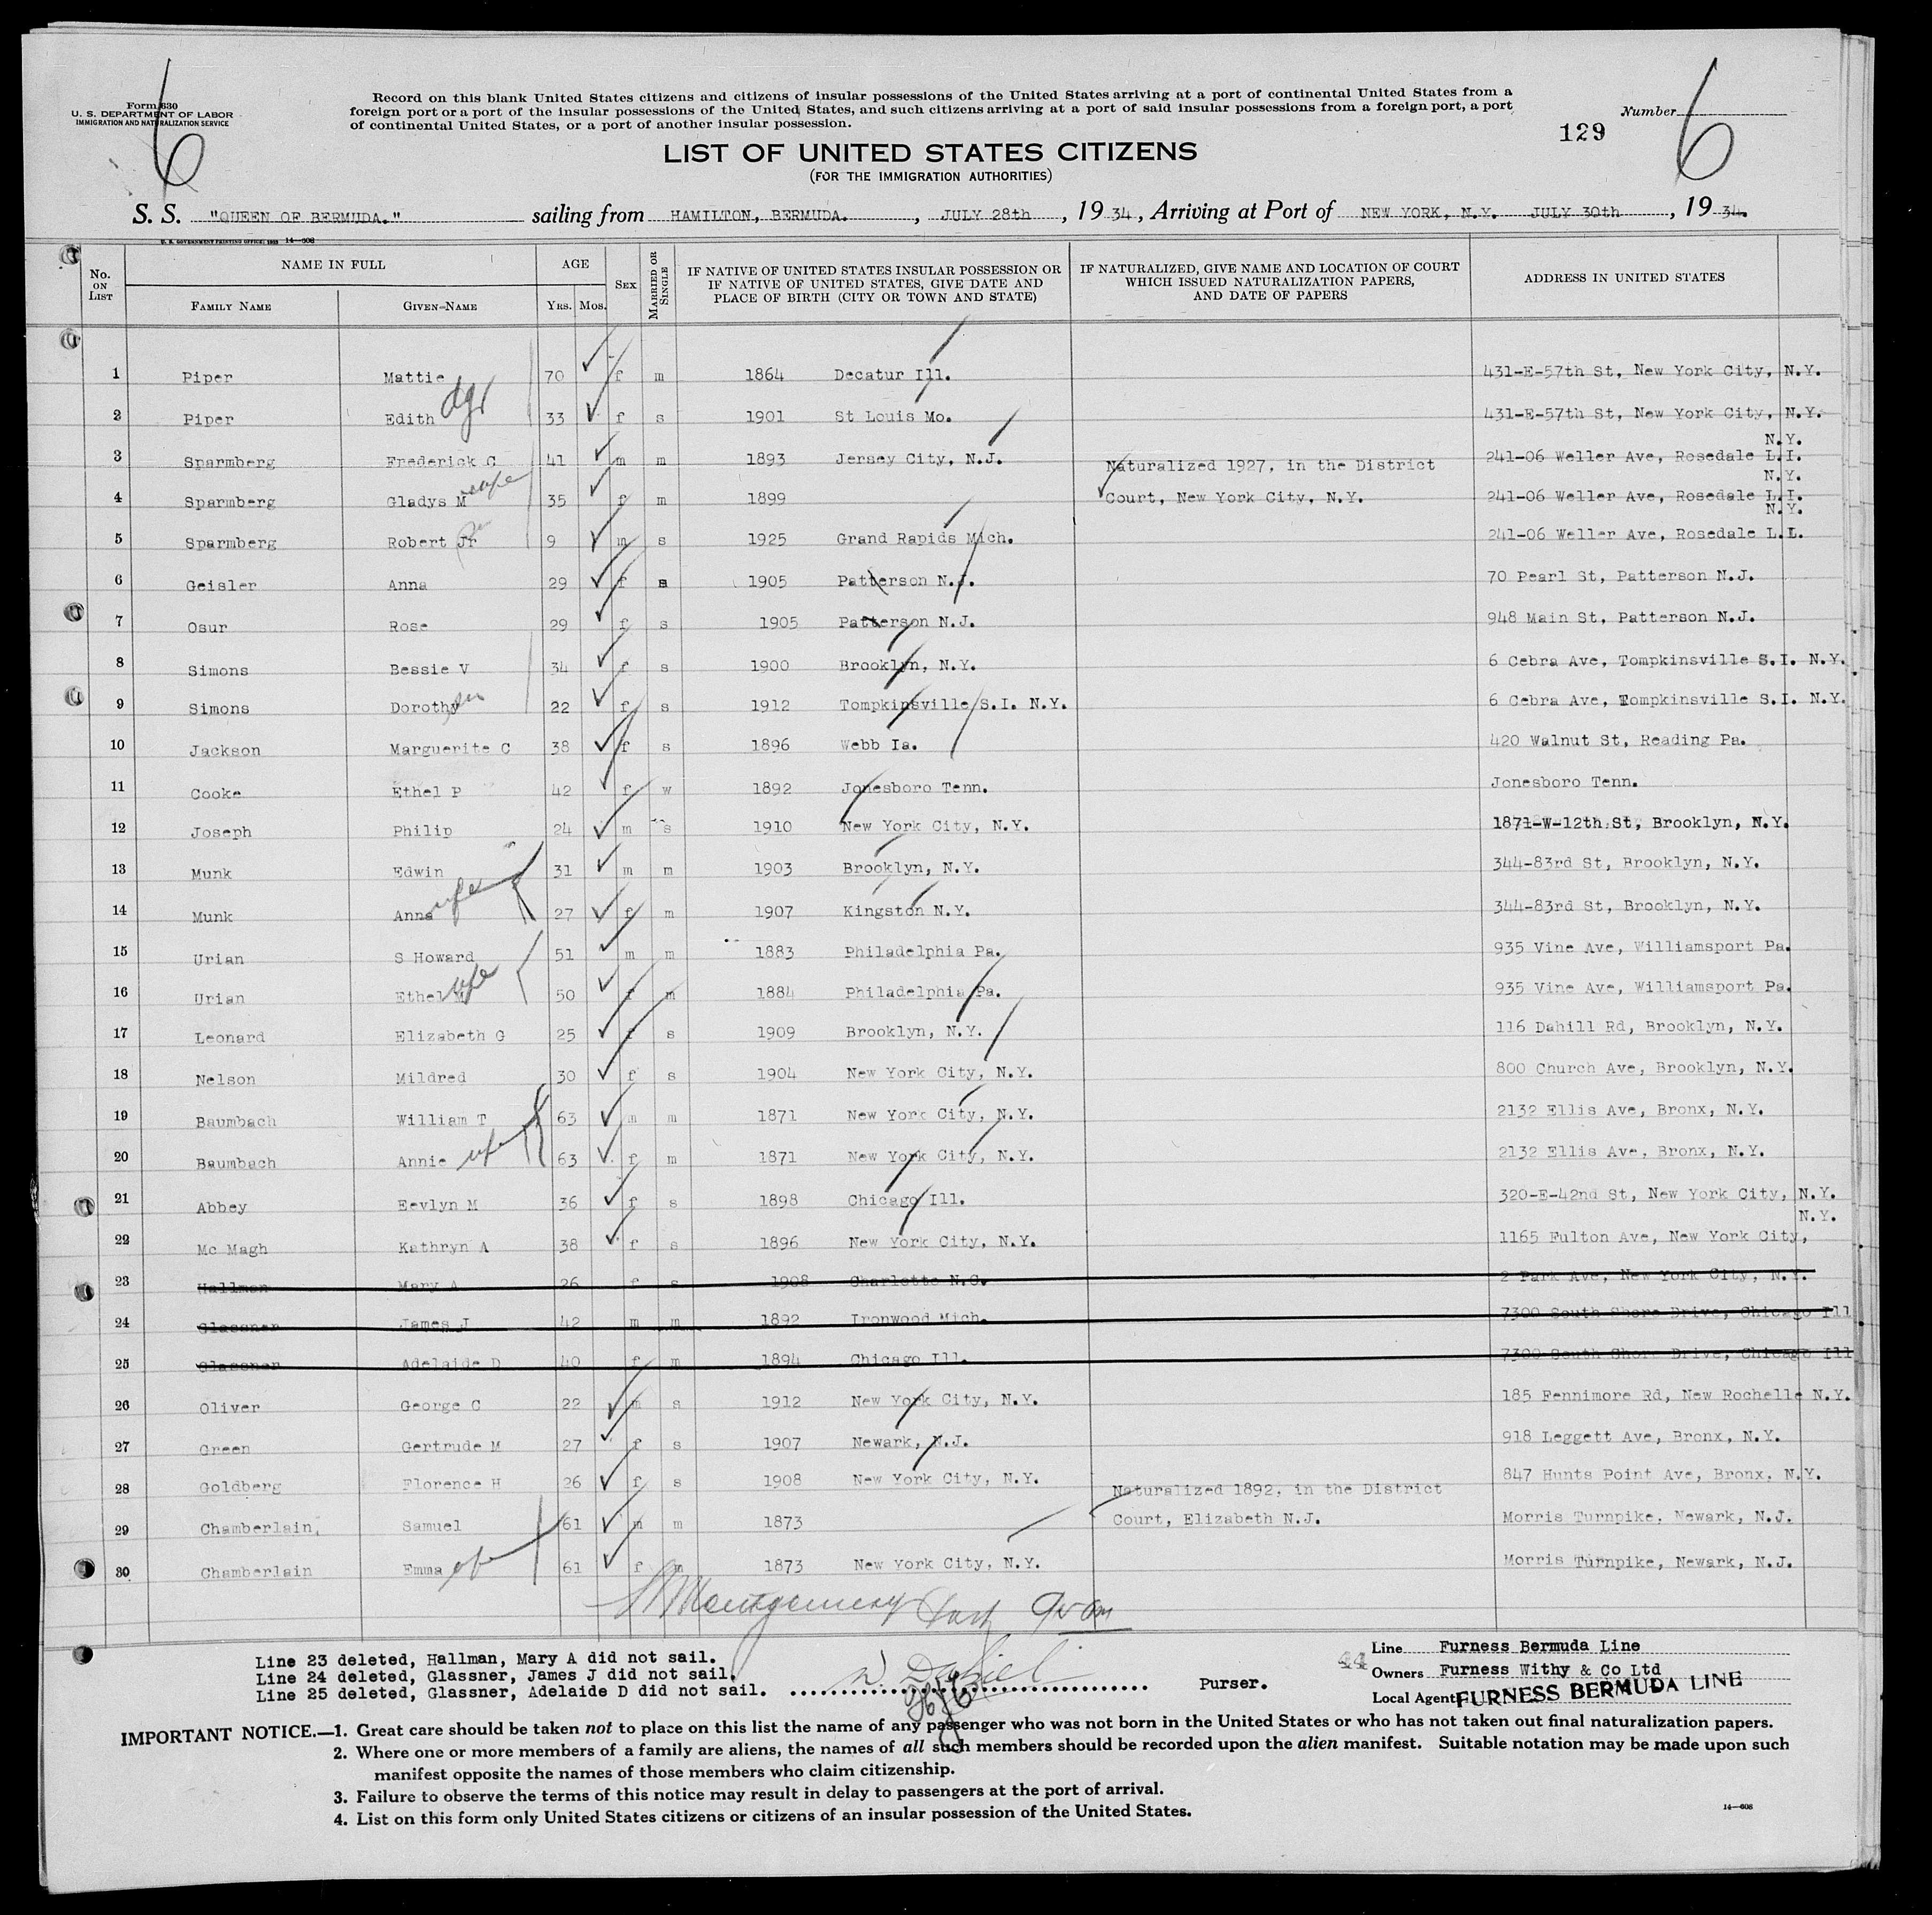 Form 630
U. S. DEPARTMENT OF LABOR
IMMIGRATION AND NATURALIZATION SERVICE
Record on this blank United States citizens and citizens of insular possessions of the United States arriving at a port of continental United States from a
foreign port or a port of the insular possessions of the United States, and such citizens arriving at a port of said insular possessions from a foreign port, a port
of continental United States, or a port of another insular possession.
Number
6
129
6
LIST OF UNITED STATES CITIZENS
(FOR THE IMMIGRATION AUTHORITIES)
S. S. "QUEEN OF BERMUDA." sailing from HAMILTON, BERMUDA. , JULY 28th , 19 34, Arriving at Port of NEW YORK, N.Y. JULY 30th , 19 34.
U. S. GOVERNMENT PRINTING OFFICE: 1933 14—608
No. ON LIST
NAME IN FULL
FAMILY NAME GIVEN-NAME
AGE
YRS. MOS.
SEX
MARRIED OR SINGLE
IF NATIVE OF UNITED STATES INSULAR POSSESSION OR
IF NATIVE OF UNITED STATES, GIVE DATE AND
PLACE OF BIRTH (CITY OR TOWN AND STATE)
IF NATURALIZED, GIVE NAME AND LOCATION OF COURT
WHICH ISSUED NATURALIZATION PAPERS,
AND DATE OF PAPERS
ADDRESS IN UNITED STATES
1 Piper Mattie 70 f m 1864 Decatur Ill. 431-E-57th St, New York City, N.Y.
2 Piper Edith dgt 33 f s 1901 St Louis Mo. 431-E-57th St, New York City, N.Y.
N.Y.
3 Sparmberg Frederick C 41 m m 1893 Jersey City, N.J. 241-06 Weller Ave, Rosedale L.I.
Naturalized 1927, in the District
N.Y.
4 Sparmberg Gladys M wife 35 f m 1899 Court, New York City, N.Y. 241-06 Weller Ave, Rosedale L.I.
N.Y.
5 Sparmberg Robert Jr 9 m s 1925 Grand Rapids Mich. 241-06 Weller Ave, Rosedale L.I.
6 Geisler Anna 29 f s 1905 Patterson N.J. 70 Pearl St, Patterson N.J.
7 Osur Rose 29 f s 1905 Patterson N.J. 948 Main St, Patterson N.J.
8 Simons Bessie V 34 f s 1900 Brooklyn, N.Y. 6 Cebra Ave, Tompkinsville S.I. N.Y.
9 Simons Dorothy 22 f s 1912 Tompkinsville S.I. N.Y. 6 Cebra Ave, Tompkinsville S.I. N.Y.
10 Jackson Marguerite C 38 f s 1896 Webb Ia. 420 Walnut St, Reading Pa.
11 Cooke Ethel P 42 f w 1892 Jonesboro Tenn. Jonesboro Tenn.
12 Joseph Philip 24 m s 1910 New York City, N.Y. 1871-W-12th St, Brooklyn, N.Y.
13 Munk Edwin 31 m m 1903 Brooklyn, N.Y. 344-83rd St, Brooklyn, N.Y.
14 Munk Anna wife 27 f m 1907 Kingston N.Y. 344-83rd St, Brooklyn, N.Y.
15 Urian S Howard 51 m m 1883 Philadelphia Pa. 935 Vine Ave, Williamsport Pa.
16 Urian Ethel wife 50 f m 1884 Philadelphia Pa. 935 Vine Ave, Williamsport Pa.
17 Leonard Elizabeth G 25 f s 1909 Brooklyn, N.Y. 116 Dahill Rd, Brooklyn, N.Y.
18 Nelson Mildred 30 f s 1904 New York City, N.Y. 800 Church Ave, Brooklyn, N.Y.
19 Baumbach William T 63 m m 1871 New York City, N.Y. 2132 Ellis Ave, Bronx, N.Y.
20 Baumbach Annie wife 63 f m 1871 New York City, N.Y. 2132 Ellis Ave, Bronx, N.Y.
21 Abbey Eevlyn M 36 f s 1898 Chicago Ill. 320-E-42nd St, New York City, N.Y.
N.Y.
22 Mc Magh Kathryn A 38 f s 1896 New York City, N.Y. 1165 Fulton Ave, New York City,
23 Hallman Mary A 26 f s 1908 Charlotte N.C. 2 Park Ave, New York City, N.Y.
24 Glassner James J 42 m m 1892 Ironwood Mich. 7300 South Shore Drive, Chicago Ill
25 Glassner Adelaide D 40 f m 1894 Chicago Ill. 7300 South Shore Drive, Chicago Ill
26 Oliver George C 22 m s 1912 New York City, N.Y. 185 Fennimore Rd, New Rochelle N.Y.
27 Green Gertrude M 27 f s 1907 Newark, N.J. 918 Leggett Ave, Bronx, N.Y.
28 Goldberg Florence H 26 f s 1908 New York City, N.Y. 847 Hunts Point Ave, Bronx, N.Y.
Naturalized 1892, in the District
29 Chamberlain, Samuel 61 m m 1873 Court, Elizabeth N.J. Morris Turnpike, Newark, N.J.
30 Chamberlain Emma wife 61 f m 1873 New York City, N.Y. Morris Turnpike, Newark, N.J.
Montgomery
Line 23 deleted, Hallman, Mary A did not sail.
Line 24 deleted, Glassner, James J did not sail.
Line 25 deleted, Glassner, Adelaide D did not sail.
Purser.
Line Furness Bermuda Line
44 Owners Furness Withy & Co Ltd
Local Agent FURNESS BERMUDA LINE
IMPORTANT NOTICE.—1. Great care should be taken not to place on this list the name of any passenger who was not born in the United States or who has not taken out final naturalization papers.
2. Where one or more members of a family are aliens, the names of all such members should be recorded upon the alien manifest. Suitable notation may be made upon such
manifest opposite the names of those members who claim citizenship.
3. Failure to observe the terms of this notice may result in delay to passengers at the port of arrival.
4. List on this form only United States citizens or citizens of an insular possession of the United States.
14—608